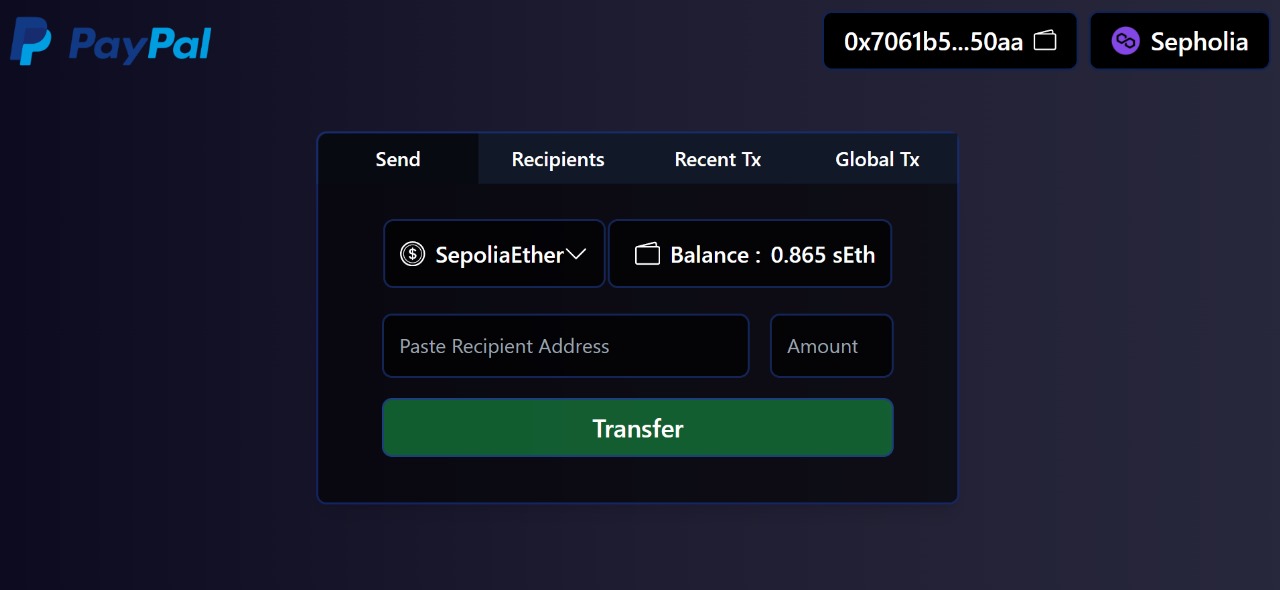 PayPal
0x7061b5...50aa
Sepholia
Send
Recipients
Recent Tx
Global Tx
SepoliaEther
Balance : 0.865 sEth
Paste Recipient Address
Amount
Transfer